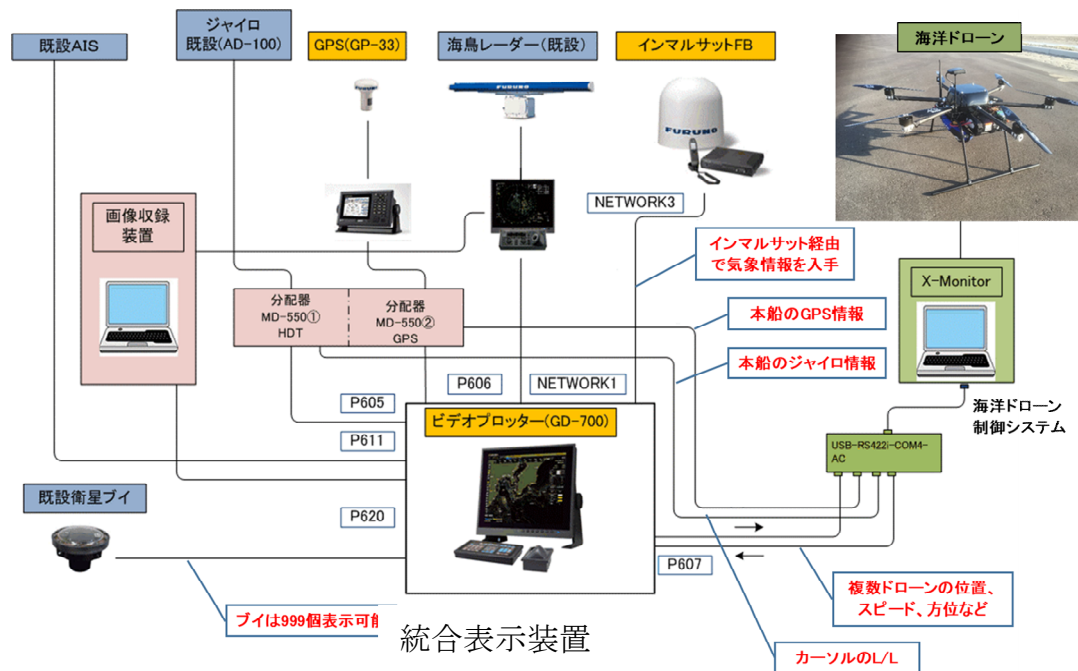 既設AIS
ジャイロ
既設(AD-100)
GPS(GP-33)
海鳥レーダー(既設)
インマルサットFB
海洋ドローン
FURUNO
FURUNO
画像収録
装置
NETWORK3
インマルサット経由
で気象情報を入手
X-Monitor
分配器
MD-550①
HDT
分配器
MD-550②
GPS
本船のGPS情報
本船のジャイロ情報
P606
NETWORK1
P605
ビデオプロッター(GD-700)
海洋ドローン
制御システム
P611
USB-RS422i-COM4-
AC
既設衛星ブイ
P620
P607
複数ドローンの位置、
スピード、方位など
ブイは999個表示可能
統合表示装置
カーソルのL/L